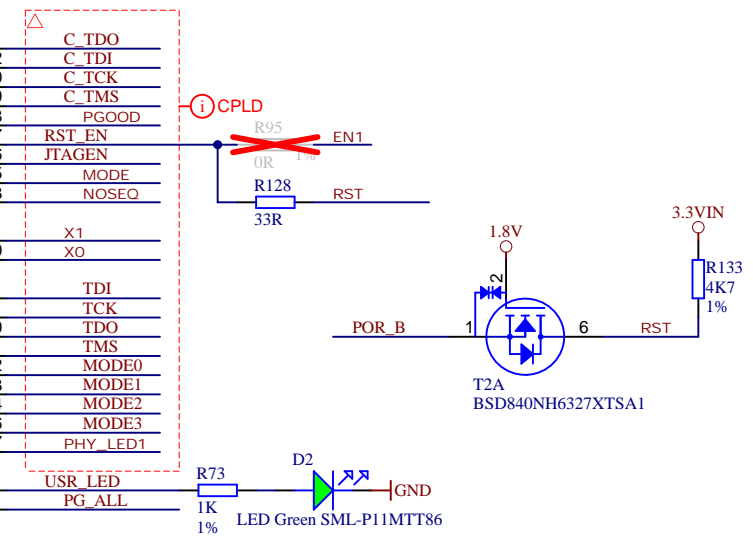 C_TDO
C_TDI
C_TCK
C_TMS
i CPLD
PGOOD
RST_EN
R95
0R
1%
EN1
JTAGEN
MODE
NOSEQ
R128
33R
RST
X1
X0
TDI
TCK
TDO
TMS
MODE0
MODE1
MODE2
MODE3
PHY_LED1
USR_LED
PG_ALL
1.8V
2
POR_B
1
6
RST
T2A
BSD840NH6327XTSA1
3.3VIN
R133
4K7
1%
R73
1K
1%
D2
GND
LED Green SML-P11MTT86